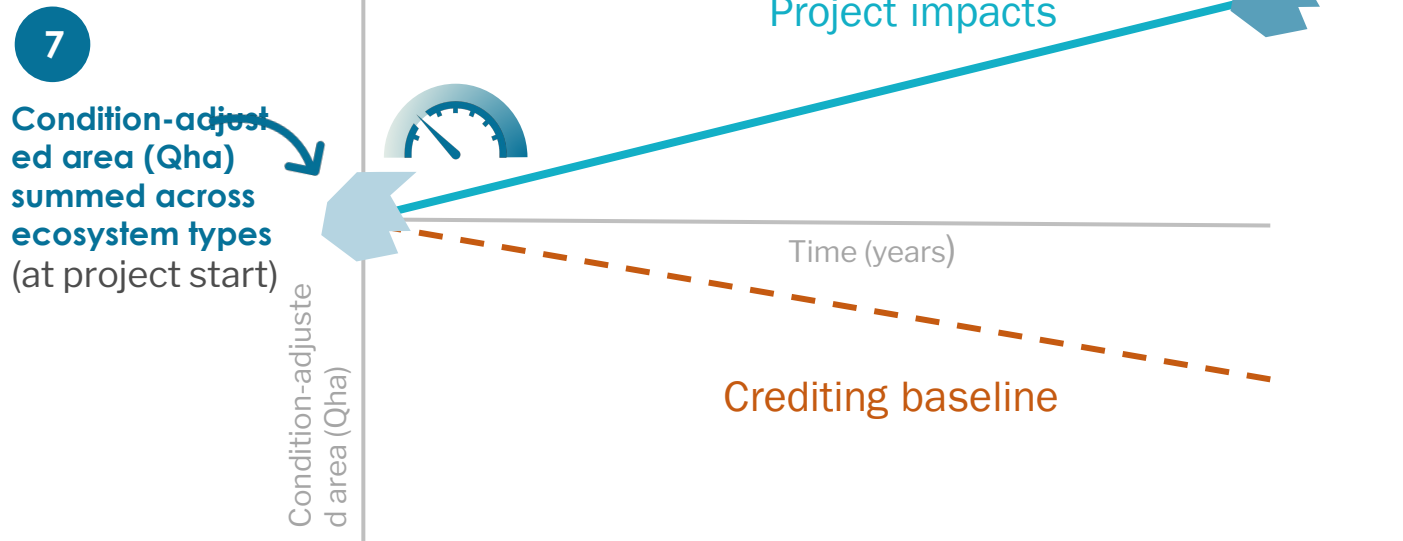 7
Condition-adjust
ed area (Qha)
summed across
ecosystem types
(at project start)
Project impacts
Time (years)
Condition-adjuste
d area (Qha)
Crediting baseline